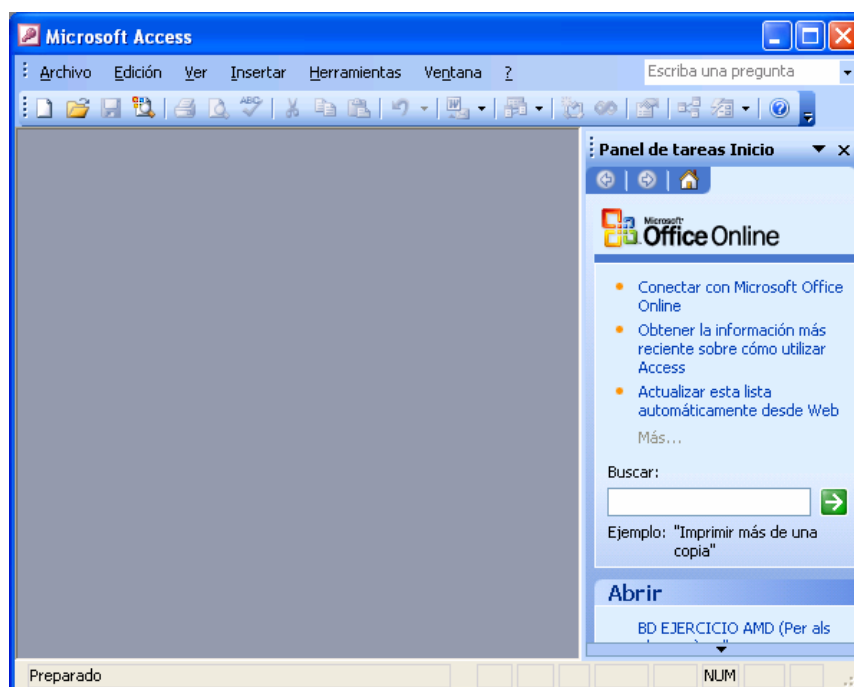 Microsoft Access
Archivo Edición Ver Insertar Herramientas Ventana ? Escriba una pregunta
Panel de tareas Inicio
Microsoft
Office Online
Conectar con Microsoft Office
Online
Obtener la información más
reciente sobre cómo utilizar
Access
Actualizar esta lista
automáticamente desde Web
Más...
Buscar:
Ejemplo: "Imprimir más de una
copia"
Abrir
BD EJERCICIO AMD (Per als
Preparado NUM